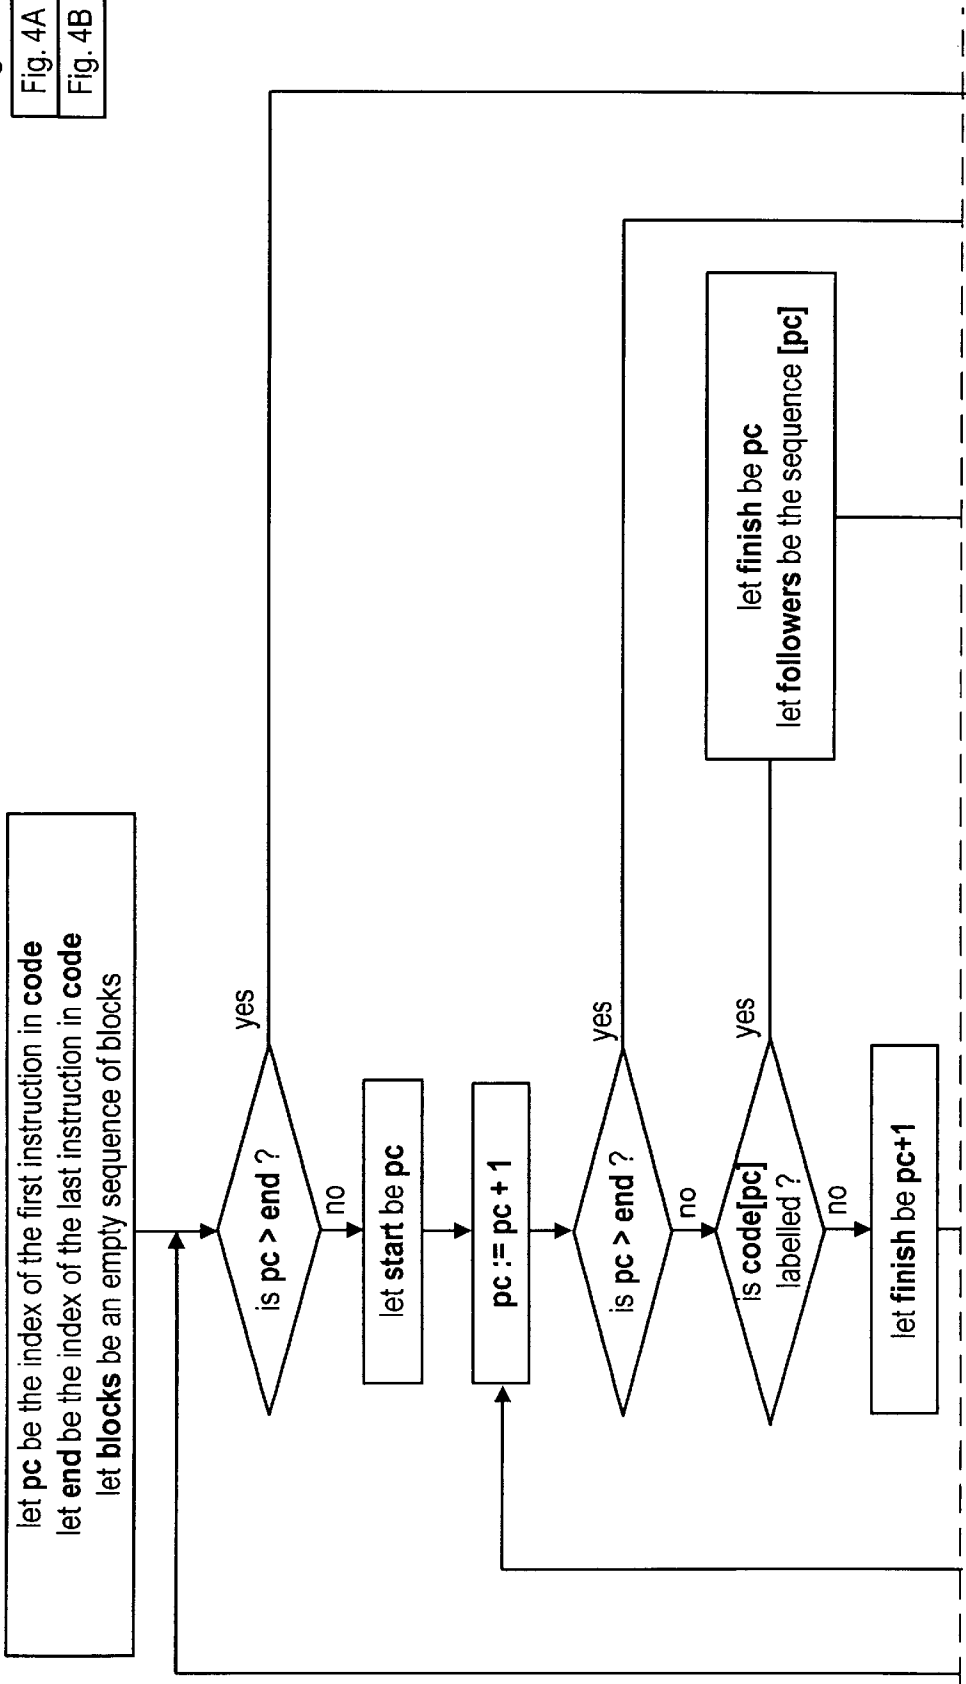 Fig. 4A
Fig. 4B
let pc be the index of the first instruction in code
let end be the index of the last instruction in code
let blocks be an empty sequence of blocks
is pc > end ?
yes
no
let start be pc
pc := pc + 1
is pc > end ?
yes
no
is code[pc]
labelled ?
yes
no
let finish be pc
let followers be the sequence [pc]
let finish be pc+1